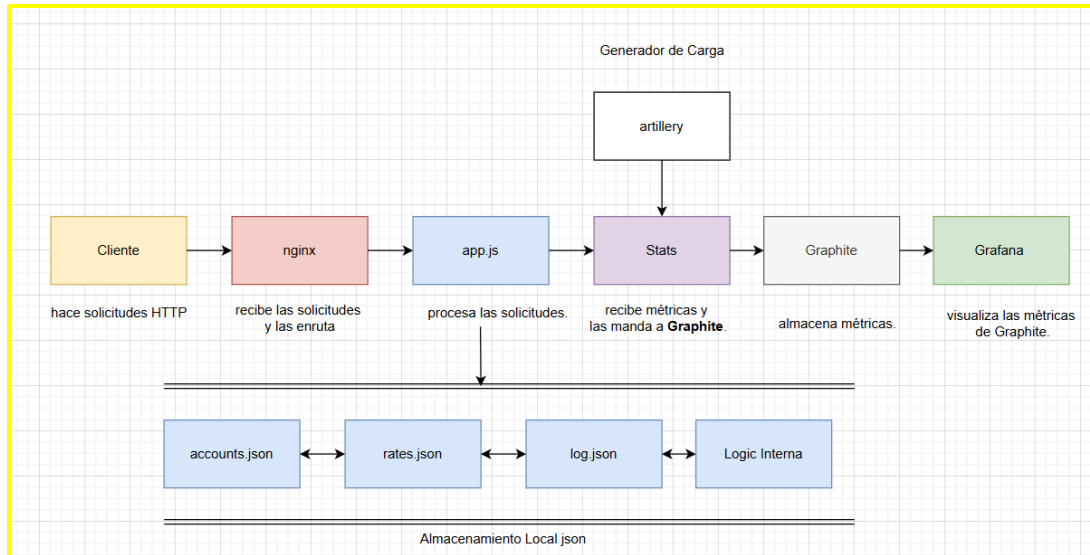 Generador de Carga
artillery
Cliente
nginx
app.js
Stats
Graphite
Grafana
hace solicitudes HTTP
recibe las solicitudes
y las enruta
procesa las solicitudes.
recibe métricas y
las manda a Graphite.
almacena métricas.
visualiza las métricas
de Graphite.
accounts.json
rates.json
log.json
Logic Interna
Almacenamiento Local json